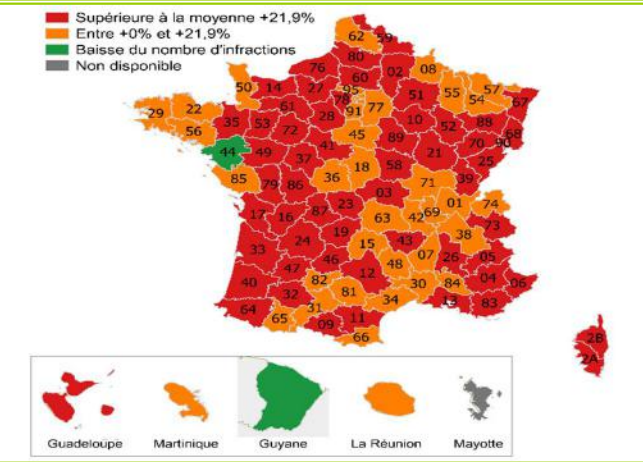 Supérieure à la moyenne +21,9%
Entre +0% et +21,9%
Baisse du nombre d'infractions
Non disponible
62 59
80
76 60 02 08
50 14 27 95 51 55 57
61 78 77 54 67
29 22 91
35 53 28 10 52 88 68
56 72 45 89 70 90
44 49 41 21 25
37 18 58
85 36 71 39
79 86 03
17 16 87 23 01 74
63 42 69 73
24 19 38
33 15 43
46 48 07 26 05
47 12
40 82 30 84 04 06
32 81
64 31 34 13 83
65 09 11
66
2B
2A
Guadeloupe Martinique Guyane La Réunion Mayotte